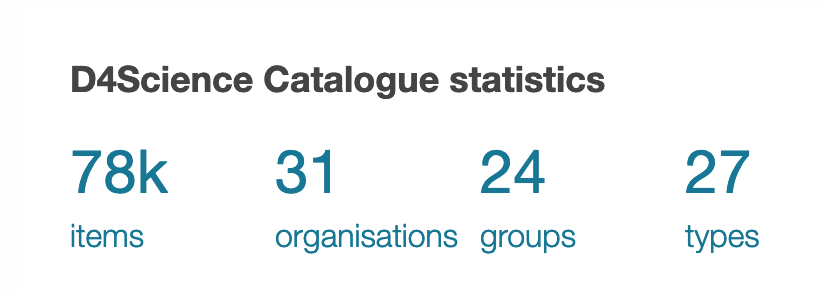 D4Science Catalogue statistics
78k 31 24 27
items organisations groups types